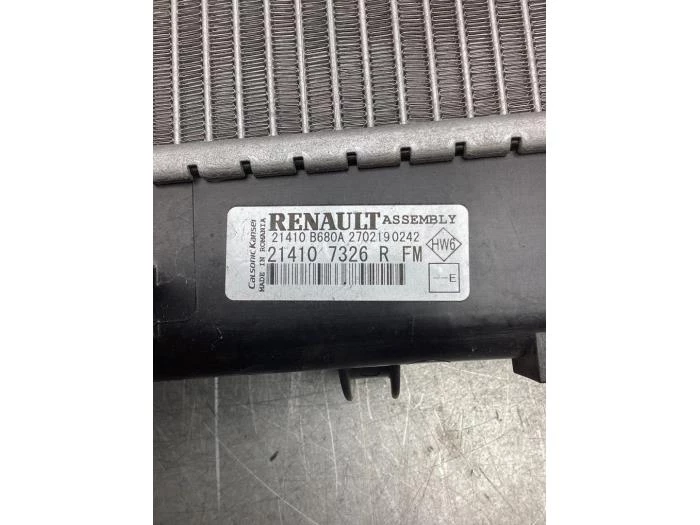 RENAULT ASSEMBLY
21410 B680A 2702190242
21410 7326 R FM
HW6
E
Calsonic Kansei
MADE IN ROMANIA